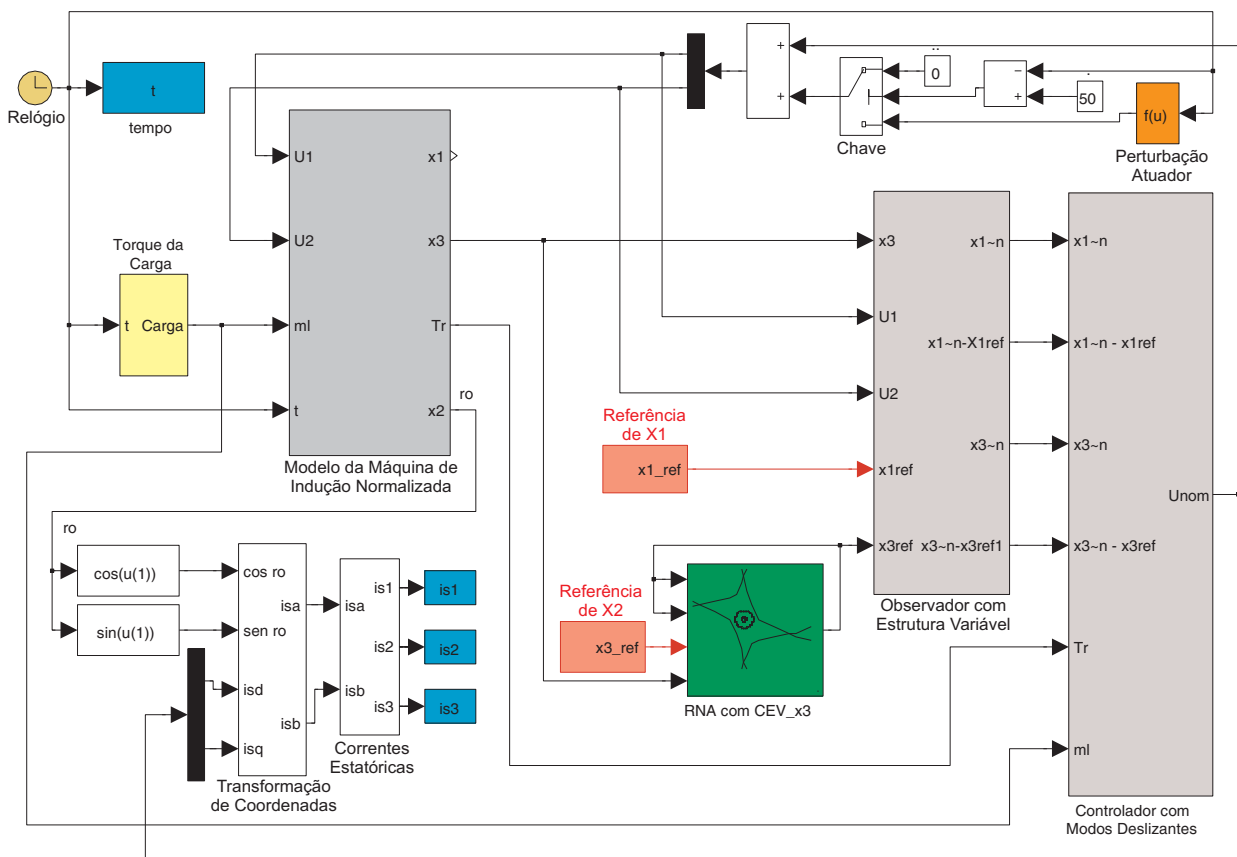 Relógio
t
tempo
Torque da
Carga
t
Carga
U1
U2
ml
t
x1
x3
Tr
x2
ro
Modelo da Máquina de
Indução Normalizada
+
+
..
0
Chave
−
+
.
50
f(u)
Perturbação
Atuador
x3
U1
U2
x1ref
x3ref
x1~n
x1~n-X1ref
x3~n
x3~n-x3ref1
Observador com
Estrutura Variável
x1~n
x1~n - x1ref
x3~n
x3~n - x3ref
Tr
ml
Unom
Controlador com
Modos Deslizantes
Referência
de X1
x1_ref
Referência
de X2
x3_ref
RNA com CEV_x3
ro
cos(u(1))
sin(u(1))
cos ro
sen ro
isd
isq
isa
isb
Transformação
de Coordenadas
isa
isb
is1
is2
is3
Correntes
Estatóricas
is1
is2
is3